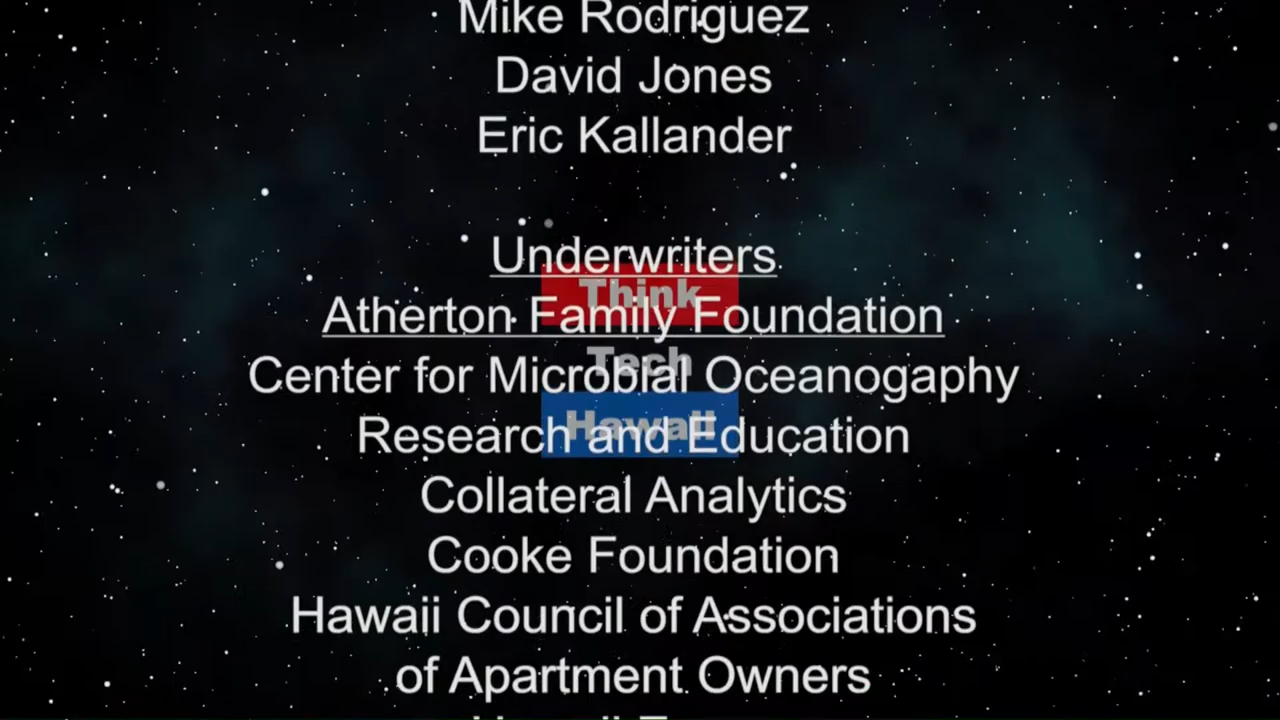 Mike Rodriguez
David Jones
Eric Kallander
Underwriters
Think
Atherton Family Foundation
Tech
Center for Microbial Oceanogaphy
Hawaii
Research and Education
Collateral Analytics
Cooke Foundation
Hawaii Council of Associations
of Apartment Owners